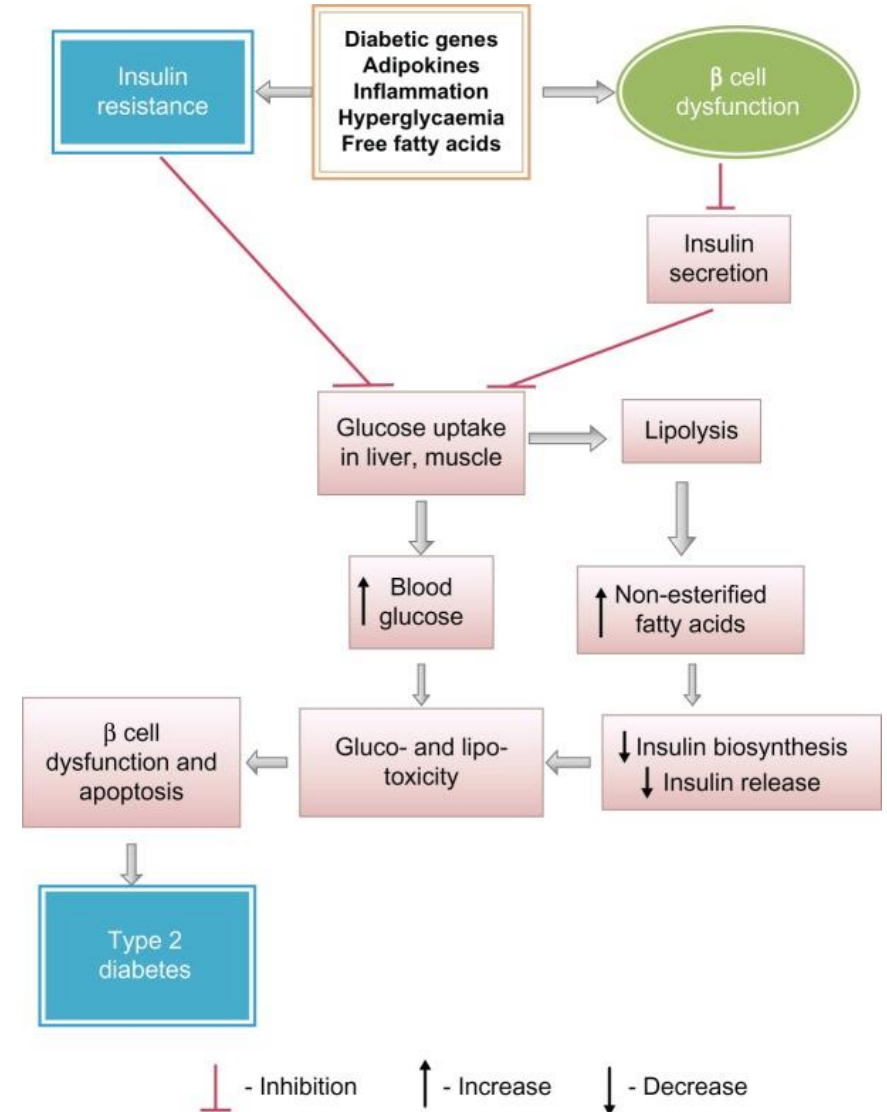 Diabetic genes
Adipokines
Inflammation
Hyperglycaemia
Free fatty acids
Insulin
resistance
β cell
dysfunction
Insulin
secretion
Glucose uptake
in liver, muscle
Lipolysis
Blood
glucose
Non-esterified
fatty acids
β cell
dysfunction and
apoptosis
Gluco- and lipo-
toxicity
Insulin biosynthesis
Insulin release
Type 2
diabetes
- Inhibition
- Increase
- Decrease